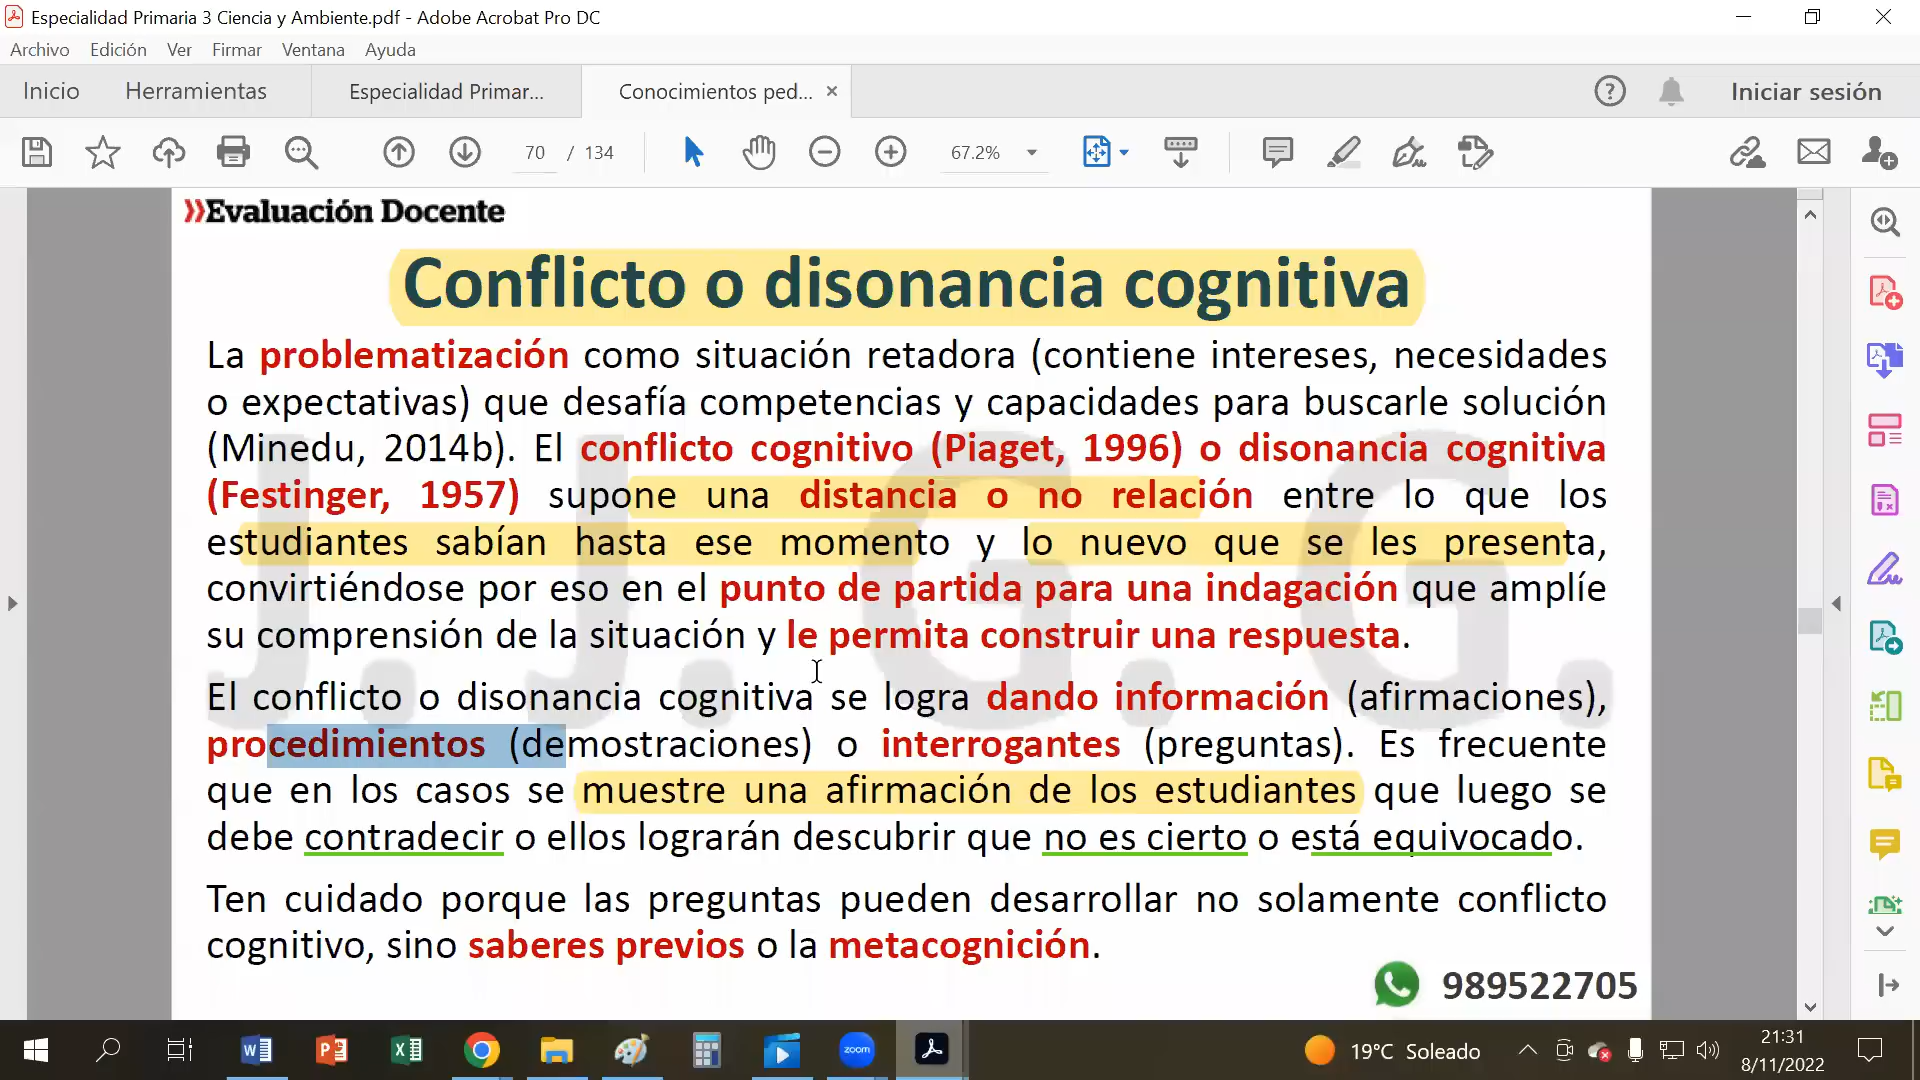 Especialidad Primaria 3 Ciencia y Ambiente.pdf - Adobe Acrobat Pro DC
Archivo Edición Ver Firmar Ventana Ayuda
Inicio Herramientas Especialidad Primar... Conocimientos ped... × Iniciar sesión
70 / 134 67.2%
Evaluación Docente
Conflicto o disonancia cognitiva
La problematización como situación retadora (contiene intereses, necesidades
o expectativas) que desafía competencias y capacidades para buscarle solución
(Minedu, 2014b). El conflicto cognitivo (Piaget, 1996) o disonancia cognitiva
(Festinger, 1957) supone una distancia o no relación entre lo que los
estudiantes sabían hasta ese momento y lo nuevo que se les presenta,
convirtiéndose por eso en el punto de partida para una indagación que amplíe
su comprensión de la situación y le permita construir una respuesta.
J. J. G. G.
El conflicto o disonancia cognitiva se logra dando información (afirmaciones),
procedimientos (demostraciones) o interrogantes (preguntas). Es frecuente
que en los casos se muestre una afirmación de los estudiantes que luego se
debe contradecir o ellos lograrán descubrir que no es cierto o está equivocado.
Ten cuidado porque las preguntas pueden desarrollar no solamente conflicto
cognitivo, sino saberes previos o la metacognición.
989522705
zoom
19°C Soleado
21:31
8/11/2022